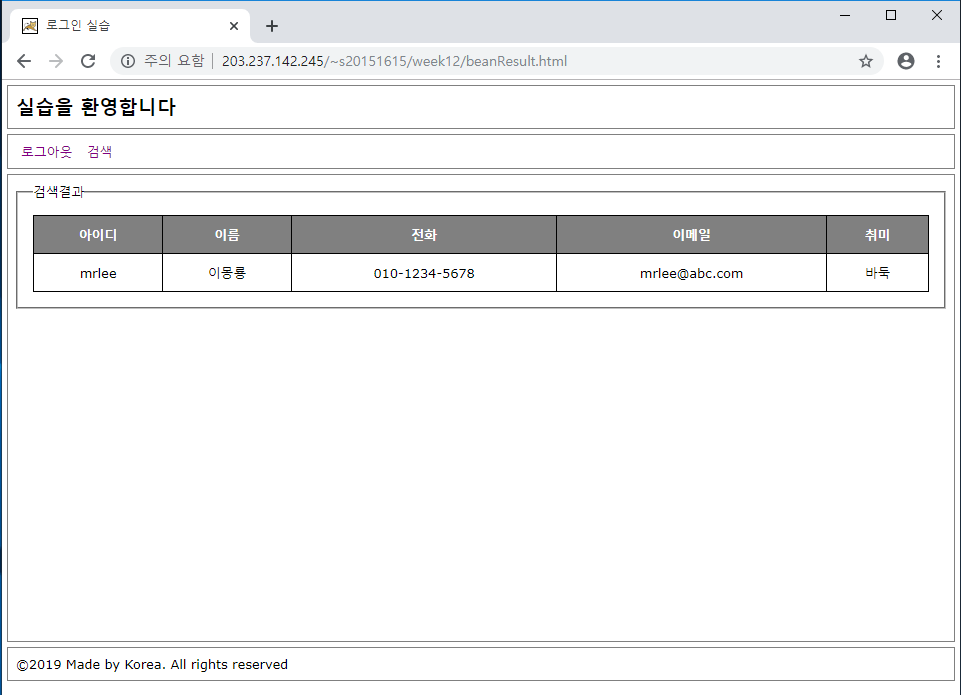 로그인 실습
주의 요함 | 203.237.142.245/~s20151615/week12/beanResult.html
실습을 환영합니다
로그아웃 검색
검색결과
아이디 이름 전화 이메일 취미
mrlee 이몽룡 010-1234-5678 mrlee@abc.com 바둑
©2019 Made by Korea. All rights reserved